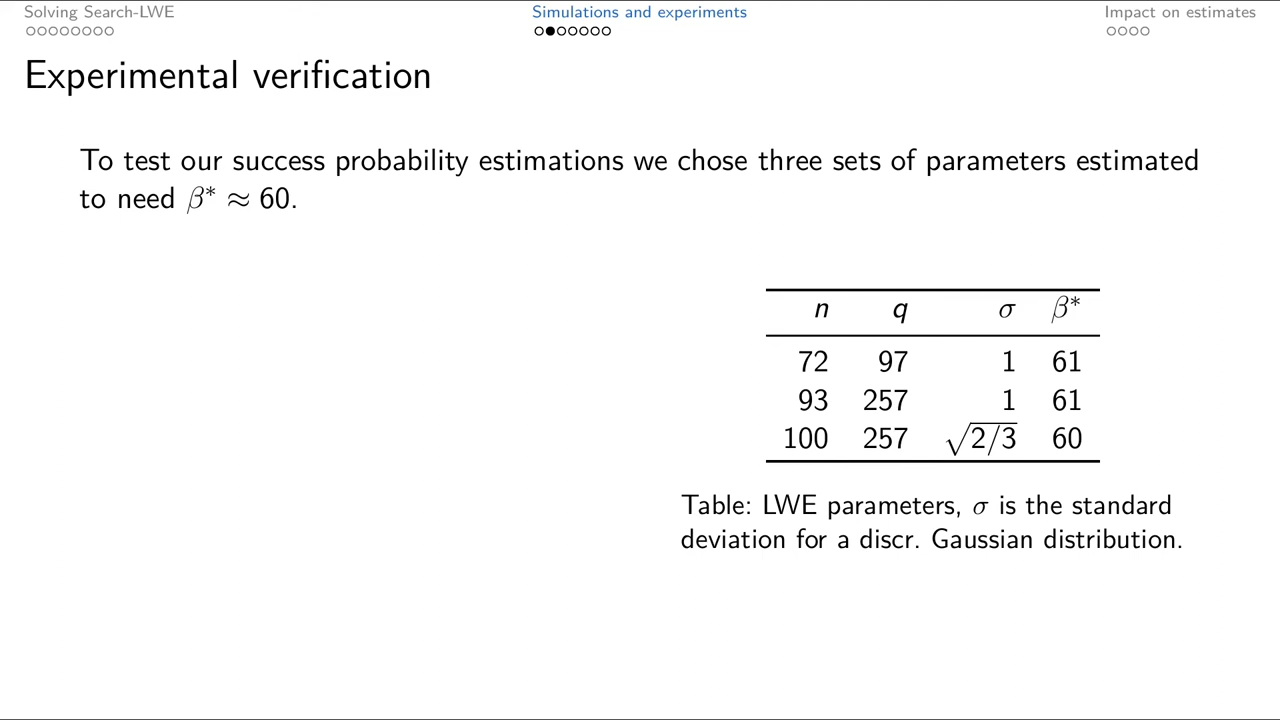 Solving Search-LWE
Simulations and experiments
Impact on estimates
Experimental verification
To test our success probability estimations we chose three sets of parameters estimated
to need β* ≈ 60.
n q σ β*
72 97 1 61
93 257 1 61
100 257 √2/3 60
Table: LWE parameters, σ is the standard
deviation for a discr. Gaussian distribution.